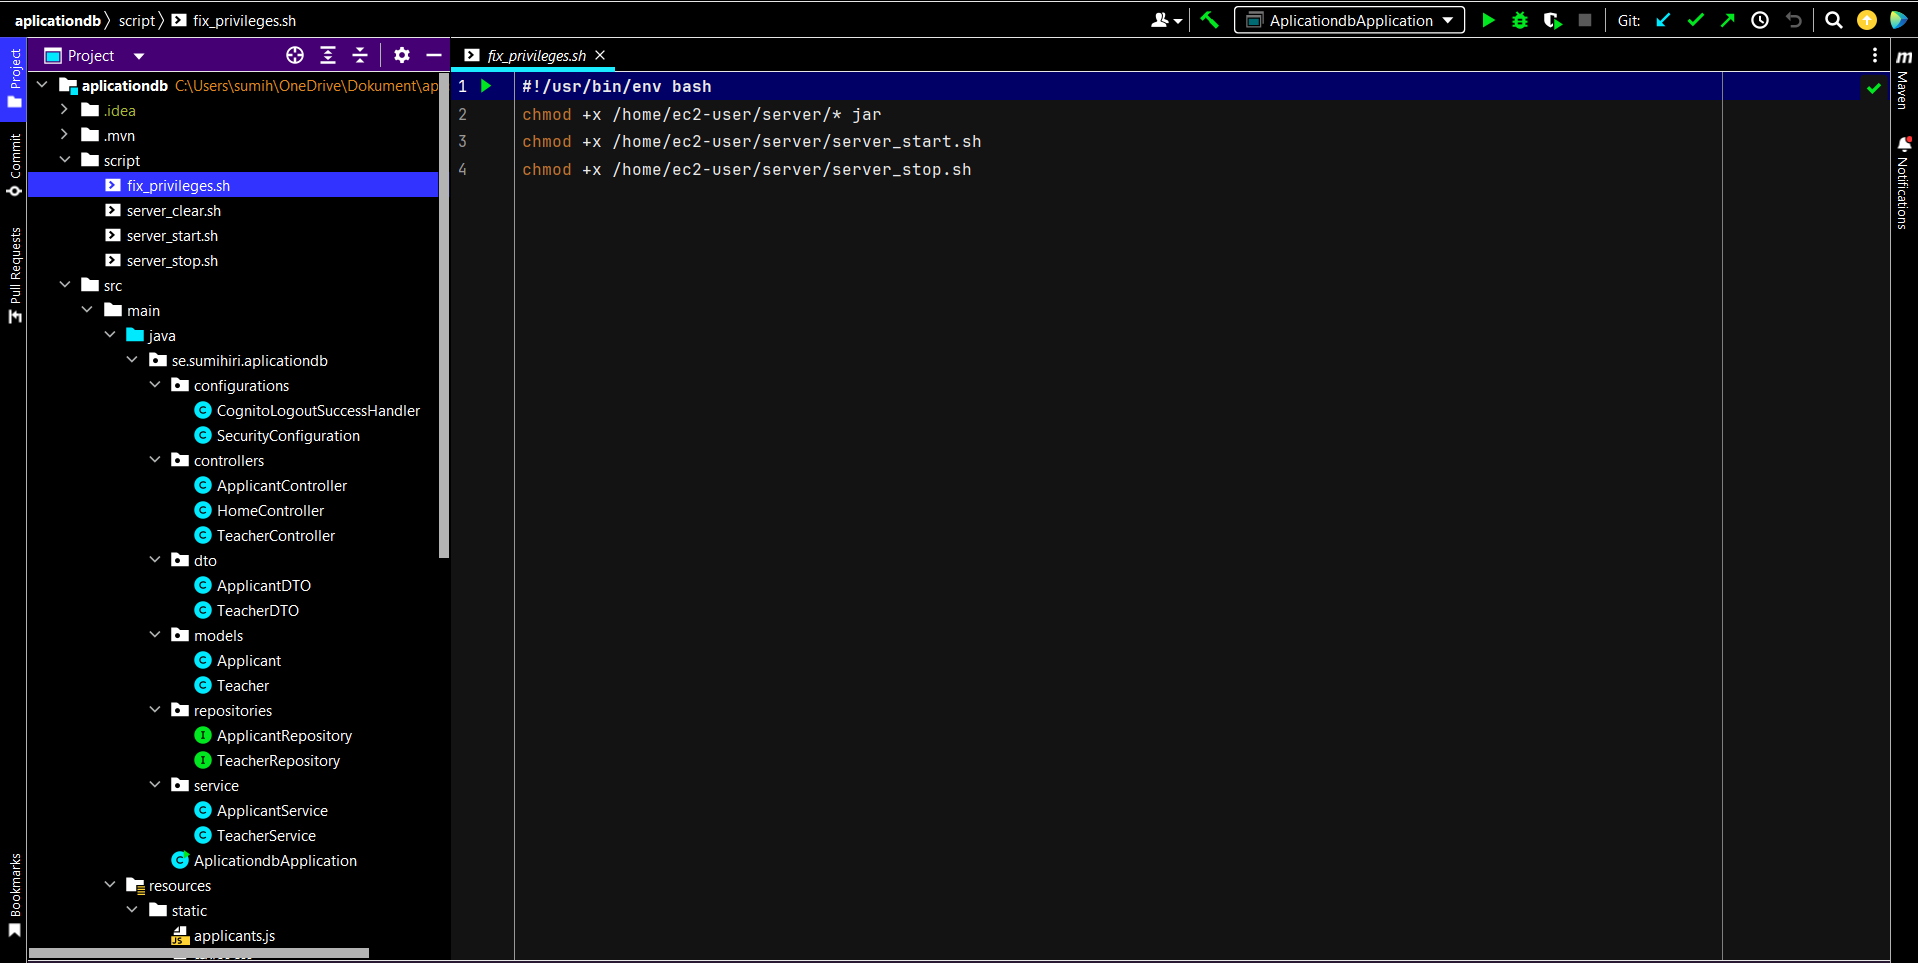 aplicationdb script fix_privileges.sh
AplicationdbApplication Git:
Project
fix_privileges.sh
aplicationdb C:\Users\sumih\OneDrive\Dokument\ap
.idea
.mvn
script
fix_privileges.sh
server_clear.sh
server_start.sh
server_stop.sh
src
main
java
se.sumihiri.aplicationdb
configurations
CognitoLogoutSuccessHandler
SecurityConfiguration
controllers
ApplicantController
HomeController
TeacherController
dto
ApplicantDTO
TeacherDTO
models
Applicant
Teacher
repositories
ApplicantRepository
TeacherRepository
service
ApplicantService
TeacherService
AplicationdbApplication
resources
static
applicants.js
1 #!/usr/bin/env bash
2 chmod +x /home/ec2-user/server/* jar
3 chmod +x /home/ec2-user/server/server_start.sh
4 chmod +x /home/ec2-user/server/server_stop.sh
Project
Commit
Pull Requests
Bookmarks
m
Maven
Notifications